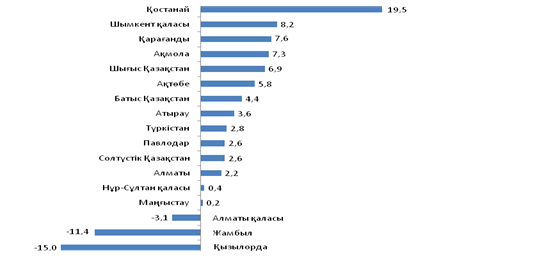 Қостанай 19,5
Шымкент қаласы 8,2
Қарағанды 7,6
Ақмола 7,3
Шығыс Қазақстан 6,9
Ақтөбе 5,8
Батыс Қазақстан 4,4
Атырау 3,6
Түркістан 2,8
Павлодар 2,6
Солтүстік Қазақстан 2,6
Алматы 2,2
Нұр-Сұлтан қаласы 0,4
Маңғыстау 0,2
-3,1 Алматы қаласы
-11,4 Жамбыл
-15,0 Қызылорда